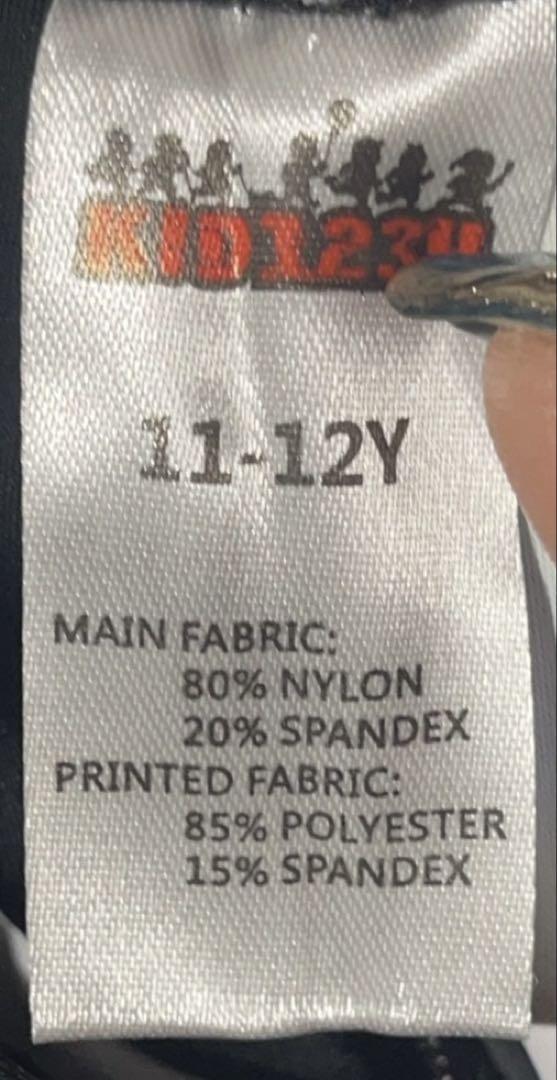 KID1234
11-12Y
MAIN FABRIC:
80% NYLON
20% SPANDEX
PRINTED FABRIC:
85% POLYESTER
15% SPANDEX